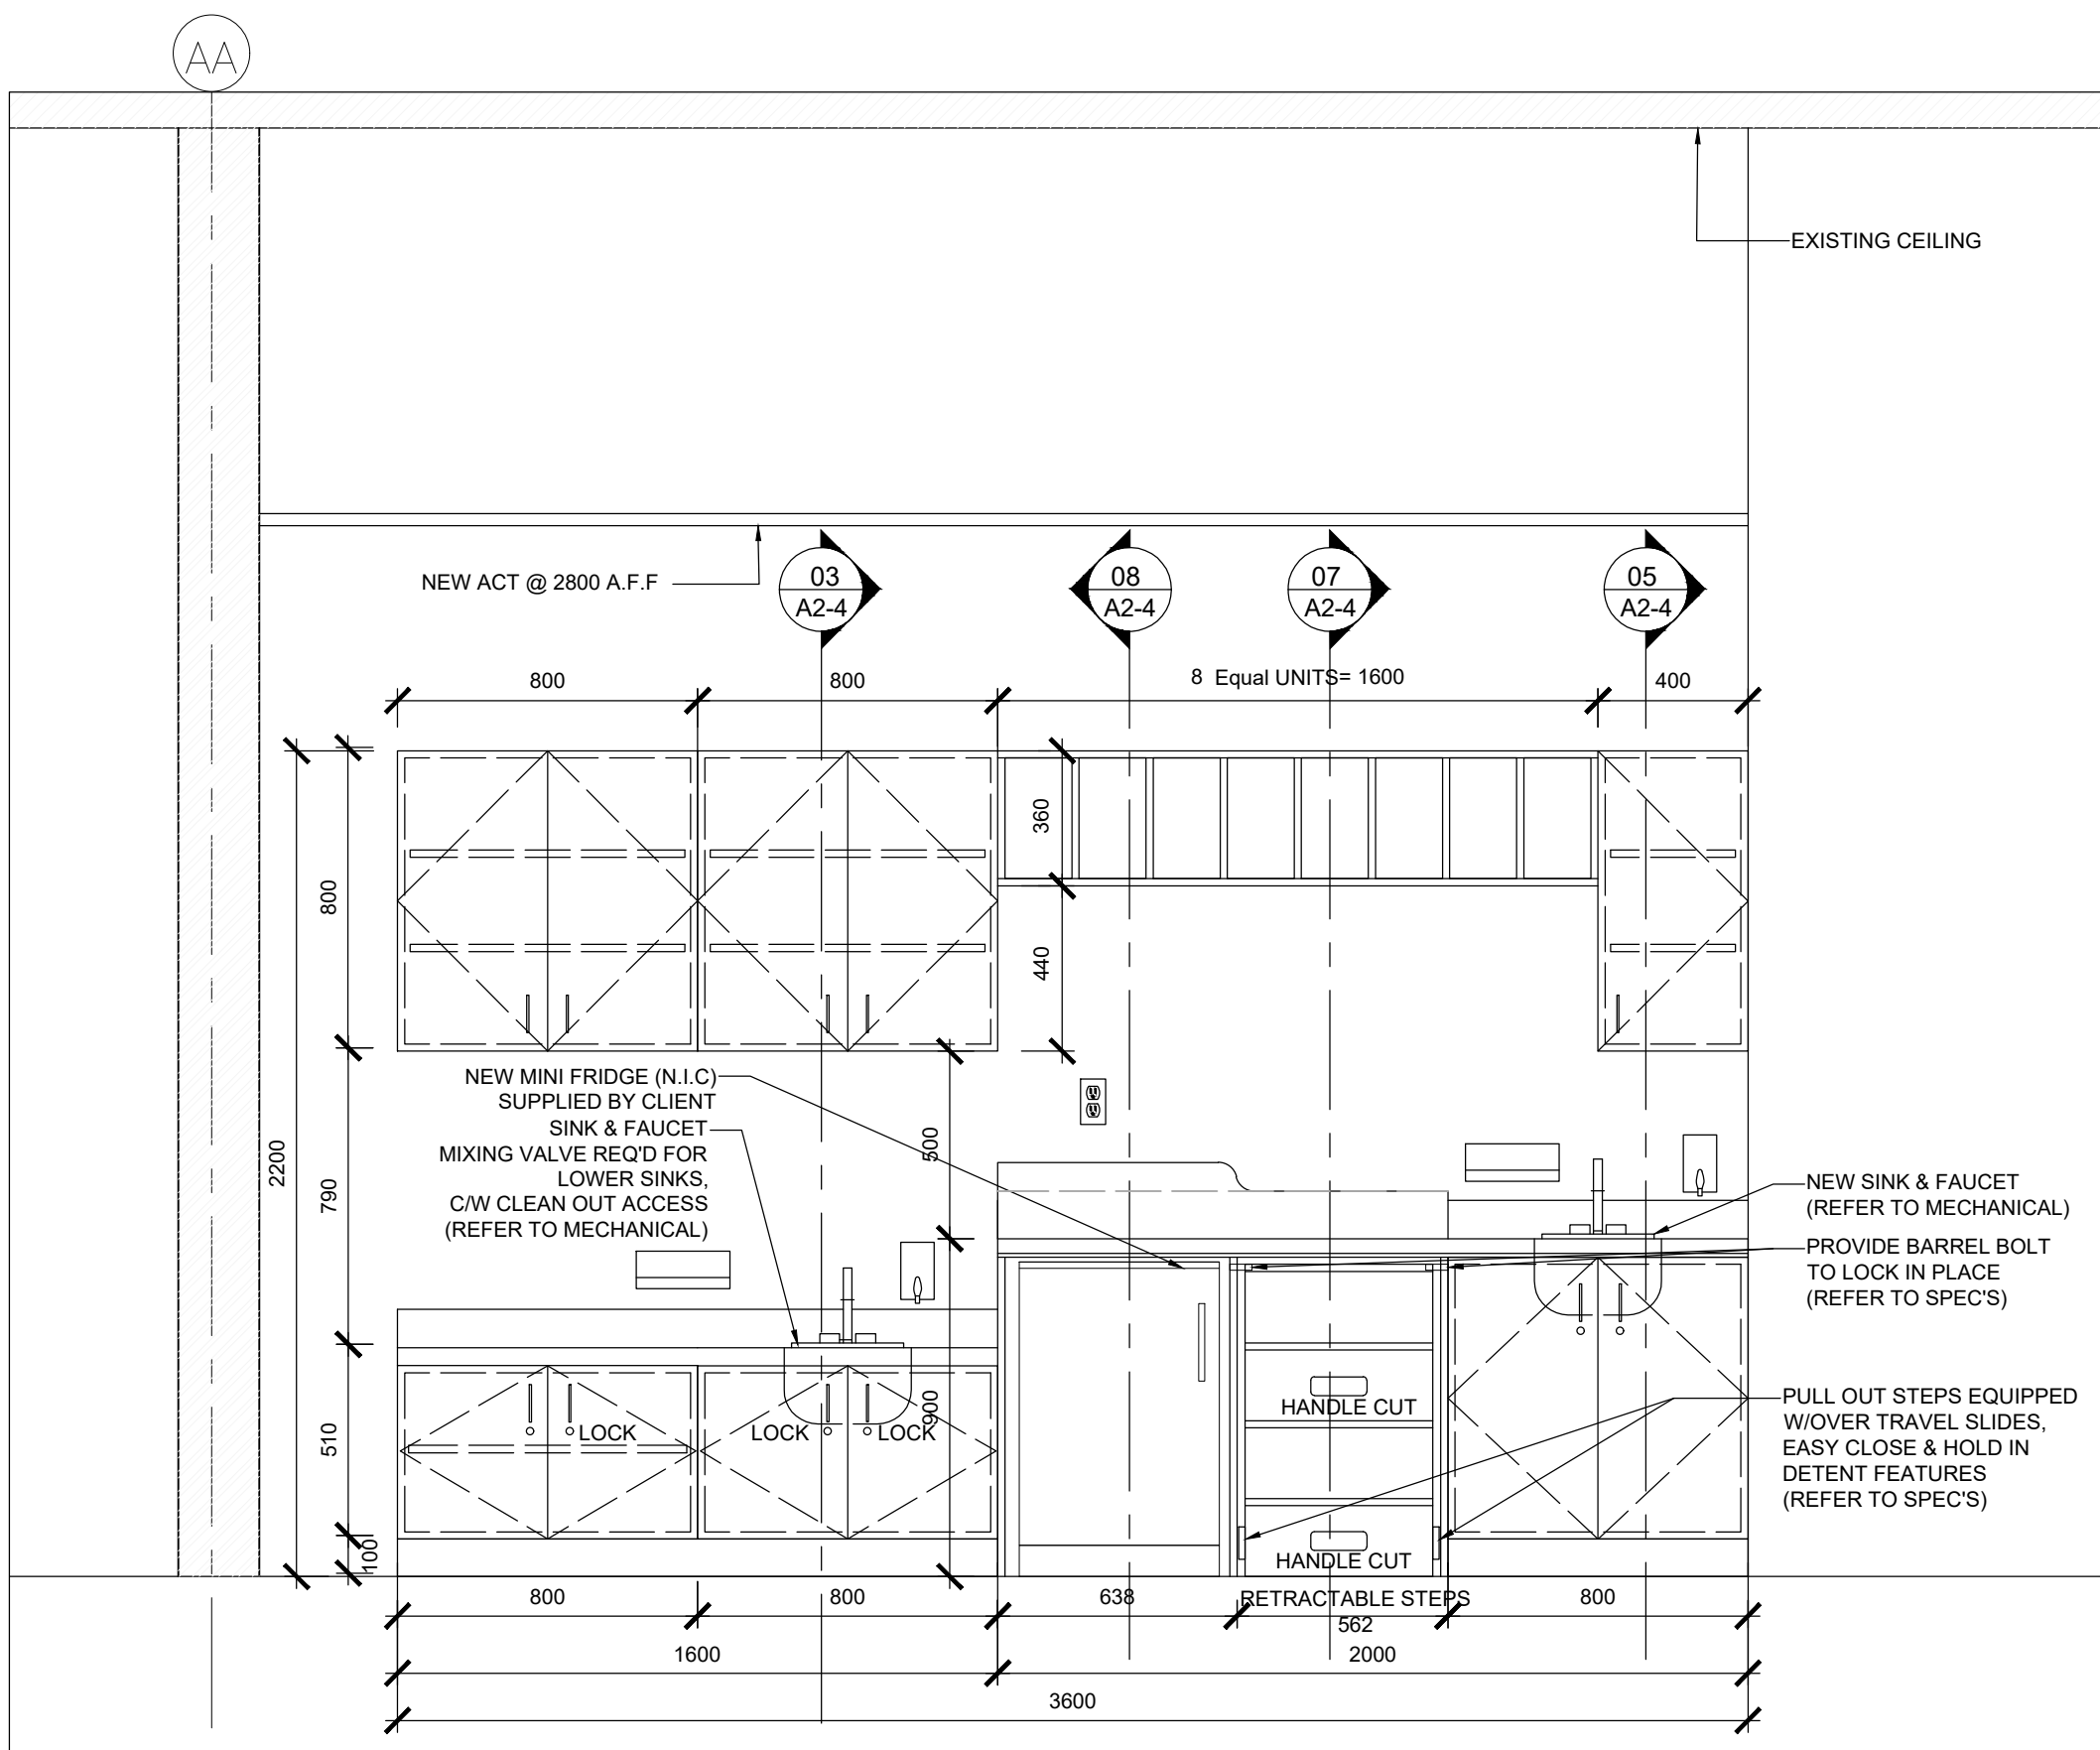 AA
EXISTING CEILING
NEW ACT @ 2800 A.F.F
03
A2-4
08
A2-4
07
A2-4
05
A2-4
800
800
8 Equal UNITS= 1600
400
360
440
800
2200
790
510
100
500
900
NEW MINI FRIDGE (N.I.C)
SUPPLIED BY CLIENT
SINK & FAUCET
MIXING VALVE REQ'D FOR
LOWER SINKS,
C/W CLEAN OUT ACCESS
(REFER TO MECHANICAL)
NEW SINK & FAUCET
(REFER TO MECHANICAL)
PROVIDE BARREL BOLT
TO LOCK IN PLACE
(REFER TO SPEC'S)
PULL OUT STEPS EQUIPPED
W/OVER TRAVEL SLIDES,
EASY CLOSE & HOLD IN
DETENT FEATURES
(REFER TO SPEC'S)
LOCK
LOCK
LOCK
HANDLE CUT
HANDLE CUT
RETRACTABLE STEPS
800
800
638
562
800
1600
2000
3600